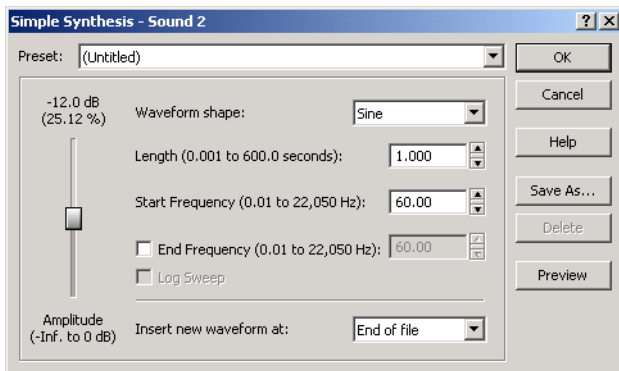 Simple Synthesis - Sound 2
Preset: (Untitled)
OK
Cancel
Help
Save As...
Delete
Preview
-12.0 dB
(25.12 %)
Amplitude
(-Inf. to 0 dB)
Waveform shape: Sine
Length (0.001 to 600.0 seconds): 1.000
Start Frequency (0.01 to 22,050 Hz): 60.00
End Frequency (0.01 to 22,050 Hz): 60.00
Log Sweep
Insert new waveform at: End of file